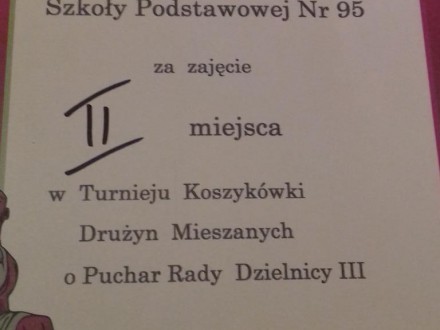 Szkoły Podstawowej Nr 95
za zajęcie
II miejsca
w Turnieju Koszykówki
Drużyn Mieszanych
o Puchar Rady Dzielnicy III